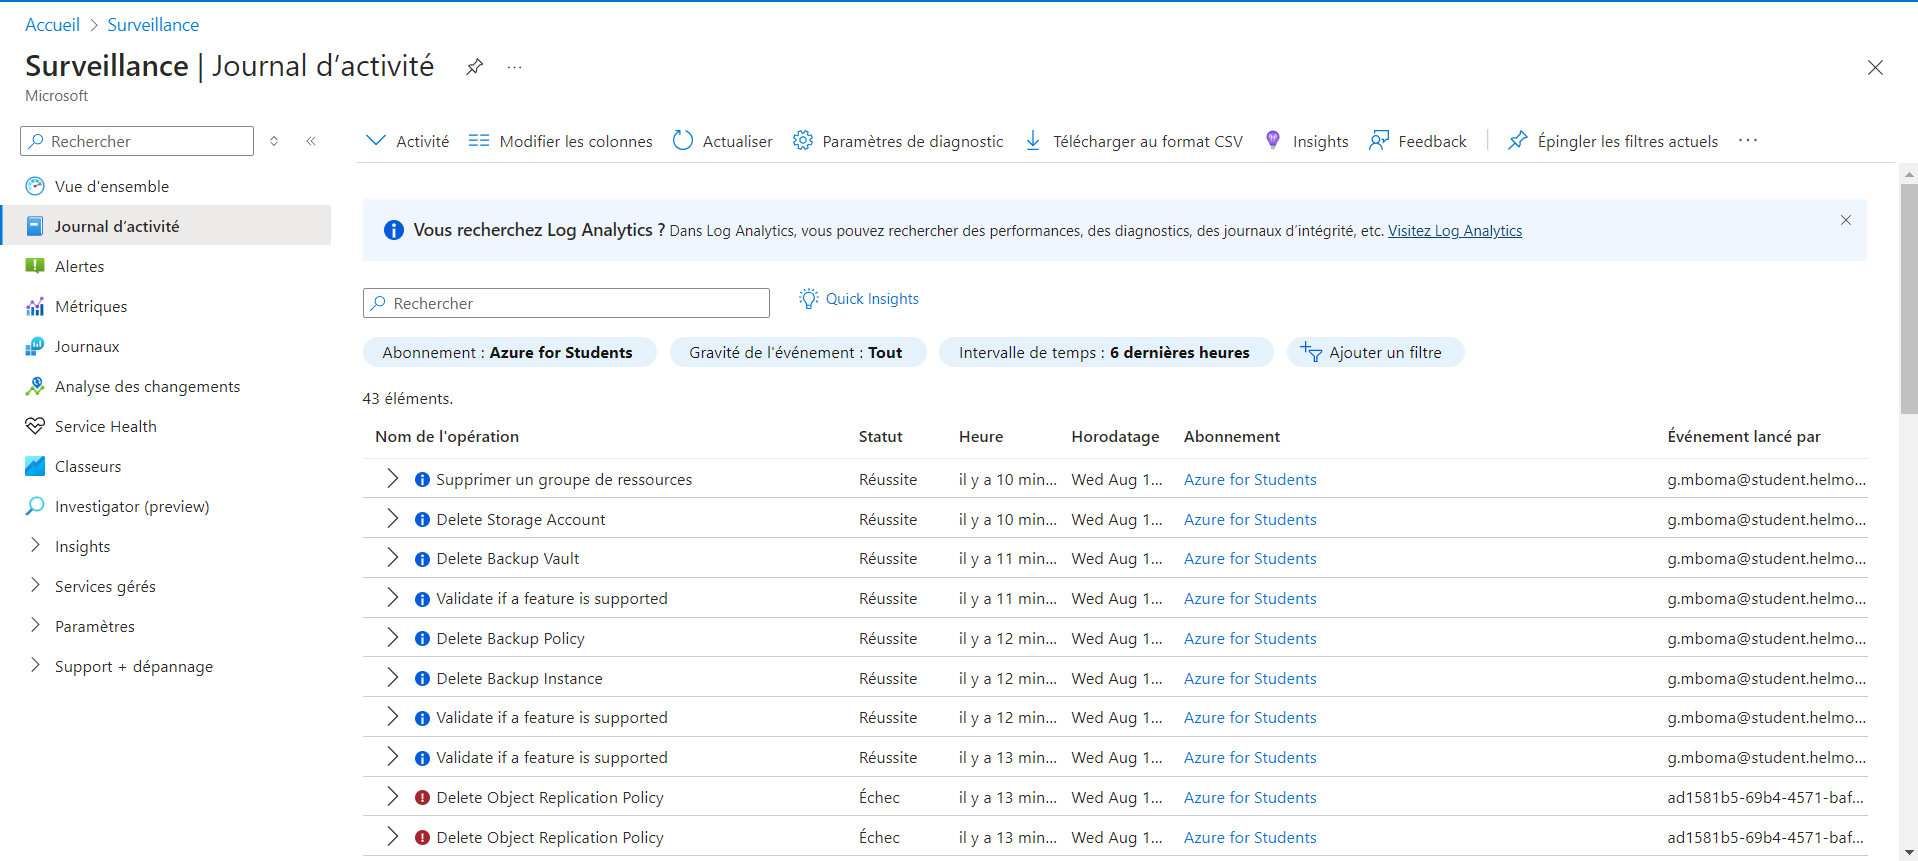 Accueil > Surveillance
Surveillance | Journal d’activité ...
Microsoft
Rechercher
Vue d'ensemble
Journal d’activité
Alertes
Métriques
Journaux
Analyse des changements
Service Health
Classeurs
Investigator (preview)
Insights
Services gérés
Paramètres
Support + dépannage
Activité Modifier les colonnes Actualiser Paramètres de diagnostic Télécharger au format CSV Insights Feedback Épingler les filtres actuels ...
Vous recherchez Log Analytics ? Dans Log Analytics, vous pouvez rechercher des performances, des diagnostics, des journaux d’intégrité, etc. Visitez Log Analytics
Rechercher Quick Insights
Abonnement : Azure for Students Gravité de l'événement : Tout Intervalle de temps : 6 dernières heures Ajouter un filtre
43 éléments.
Nom de l'opération Statut Heure Horodatage Abonnement Événement lancé par
Supprimer un groupe de ressources Réussite il y a 10 min... Wed Aug 1... Azure for Students g.mboma@student.helmo...
Delete Storage Account Réussite il y a 10 min... Wed Aug 1... Azure for Students g.mboma@student.helmo...
Delete Backup Vault Réussite il y a 11 min... Wed Aug 1... Azure for Students g.mboma@student.helmo...
Validate if a feature is supported Réussite il y a 11 min... Wed Aug 1... Azure for Students g.mboma@student.helmo...
Delete Backup Policy Réussite il y a 12 min... Wed Aug 1... Azure for Students g.mboma@student.helmo...
Delete Backup Instance Réussite il y a 12 min... Wed Aug 1... Azure for Students g.mboma@student.helmo...
Validate if a feature is supported Réussite il y a 12 min... Wed Aug 1... Azure for Students g.mboma@student.helmo...
Validate if a feature is supported Réussite il y a 13 min... Wed Aug 1... Azure for Students g.mboma@student.helmo...
Delete Object Replication Policy Échec il y a 13 min... Wed Aug 1... Azure for Students ad1581b5-69b4-4571-baf...
Delete Object Replication Policy Échec il y a 13 min... Wed Aug 1... Azure for Students ad1581b5-69b4-4571-baf...